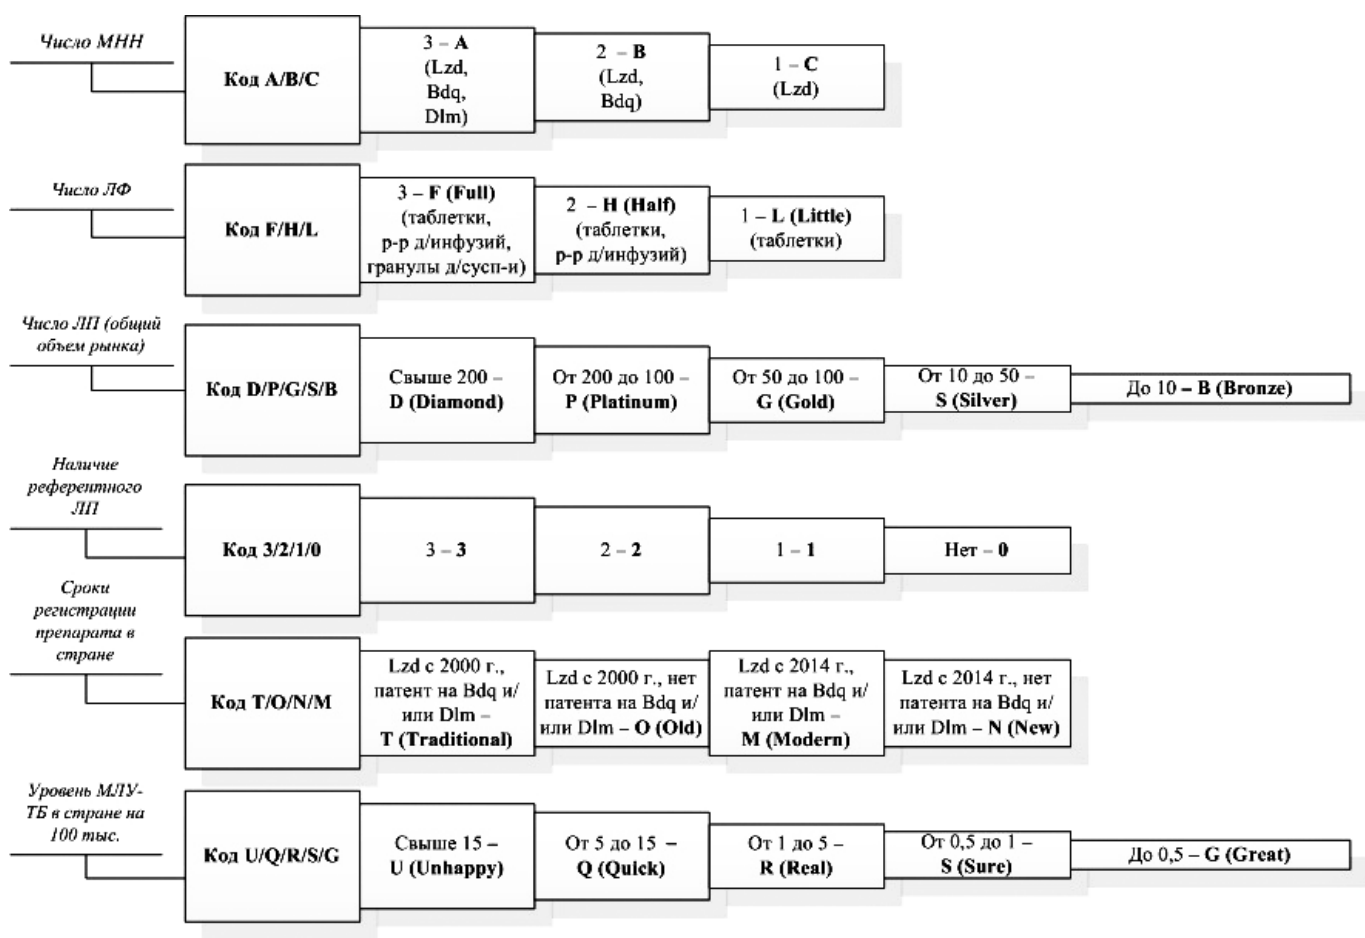 Число МНН
Код A/B/C
3 – A
(Lzd,
Bdq,
Dlm)
2 – B
(Lzd,
Bdq)
1 – C
(Lzd)
Число ЛФ
Код F/H/L
3 – F (Full)
(таблетки,
р-р д/инфузий,
гранулы д/сусп-и)
2 – H (Half)
(таблетки,
р-р д/инфузий)
1 – L (Little)
(таблетки)
Число ЛП (общий
объем рынка)
Код D/P/G/S/B
Свыше 200 –
D (Diamond)
От 200 до 100 –
P (Platinum)
От 50 до 100 –
G (Gold)
От 10 до 50 –
S (Silver)
До 10 – B (Bronze)
Наличие
референтного
ЛП
Код 3/2/1/0
3 – 3
2 – 2
1 – 1
Нет – 0
Сроки
регистрации
препарата в
стране
Код T/O/N/M
Lzd с 2000 г.,
патент на Bdq и/
или Dlm –
T (Traditional)
Lzd с 2000 г., нет
патента на Bdq и/
или Dlm – O (Old)
Lzd с 2014 г.,
патент на Bdq и/
или Dlm –
M (Modern)
Lzd с 2014 г., нет
патента на Bdq и/
или Dlm – N (New)
Уровень МЛУ-
ТБ в стране на
100 тыс.
Код U/Q/R/S/G
Свыше 15 –
U (Unhappy)
От 5 до 15 –
Q (Quick)
От 1 до 5 –
R (Real)
От 0,5 до 1 –
S (Sure)
До 0,5 – G (Great)